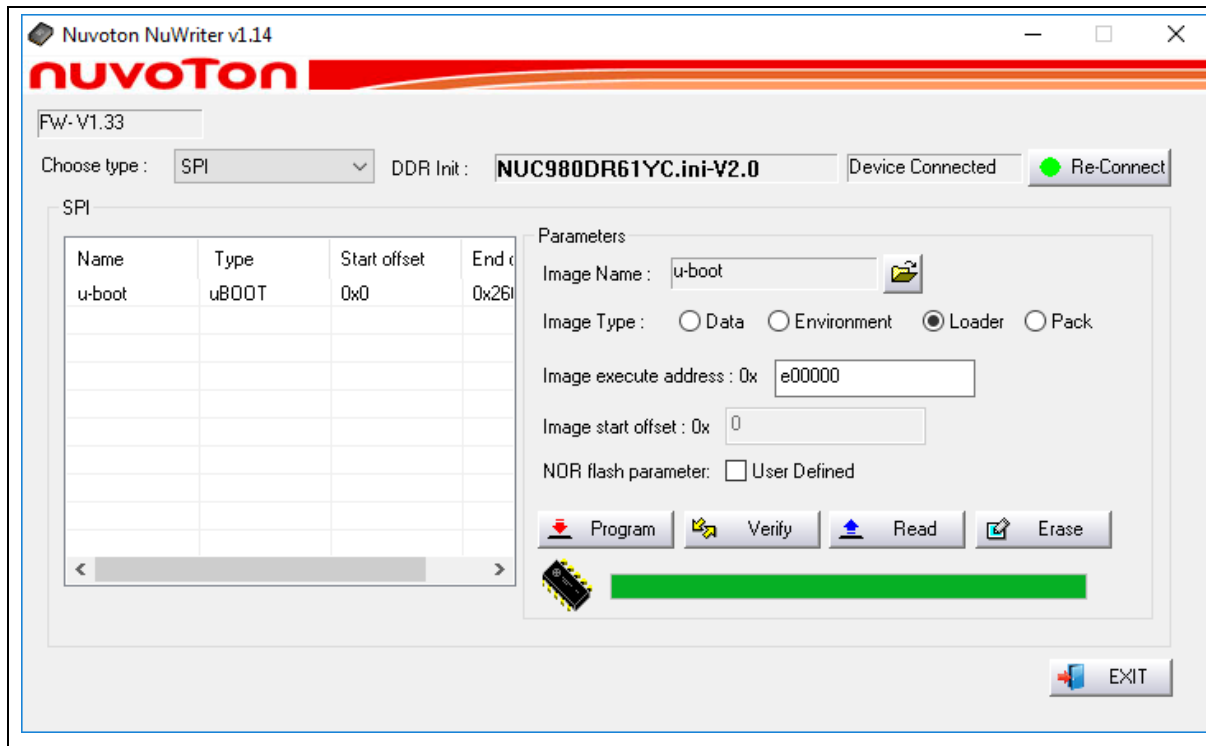 Nuvoton NuWriter v1.14
nuvoTon
FW-V1.33
Choose type : SPI DDR Init : NUC980DR61YC.ini-V2.0 Device Connected Re-Connect
SPI
Name Type Start offset End
u-boot uBOOT 0x0 0x26
Parameters
Image Name : u-boot
Image Type : Data Environment Loader Pack
Image execute address : 0x e00000
Image start offset : 0x 0
NOR flash parameter: User Defined
Program Verify Read Erase
EXIT